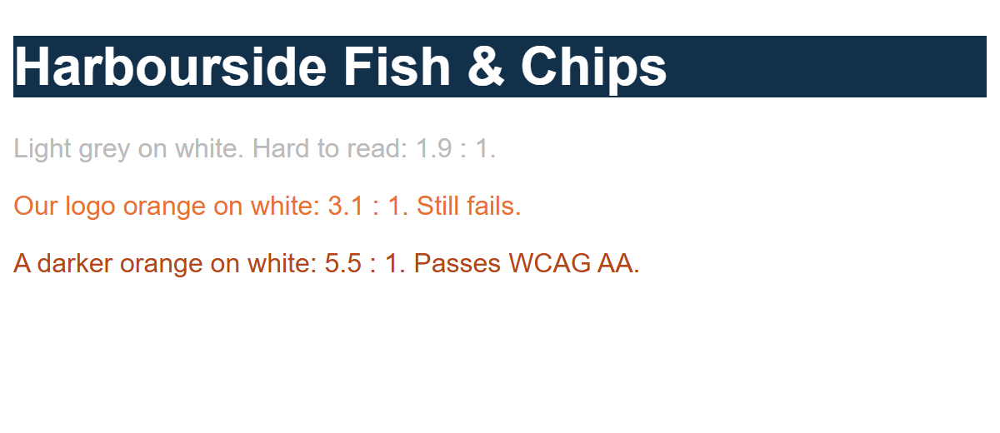 Harbourside Fish & Chips
Light grey on white. Hard to read: 1.9 : 1.
Our logo orange on white: 3.1 : 1. Still fails.
A darker orange on white: 5.5 : 1. Passes WCAG AA.